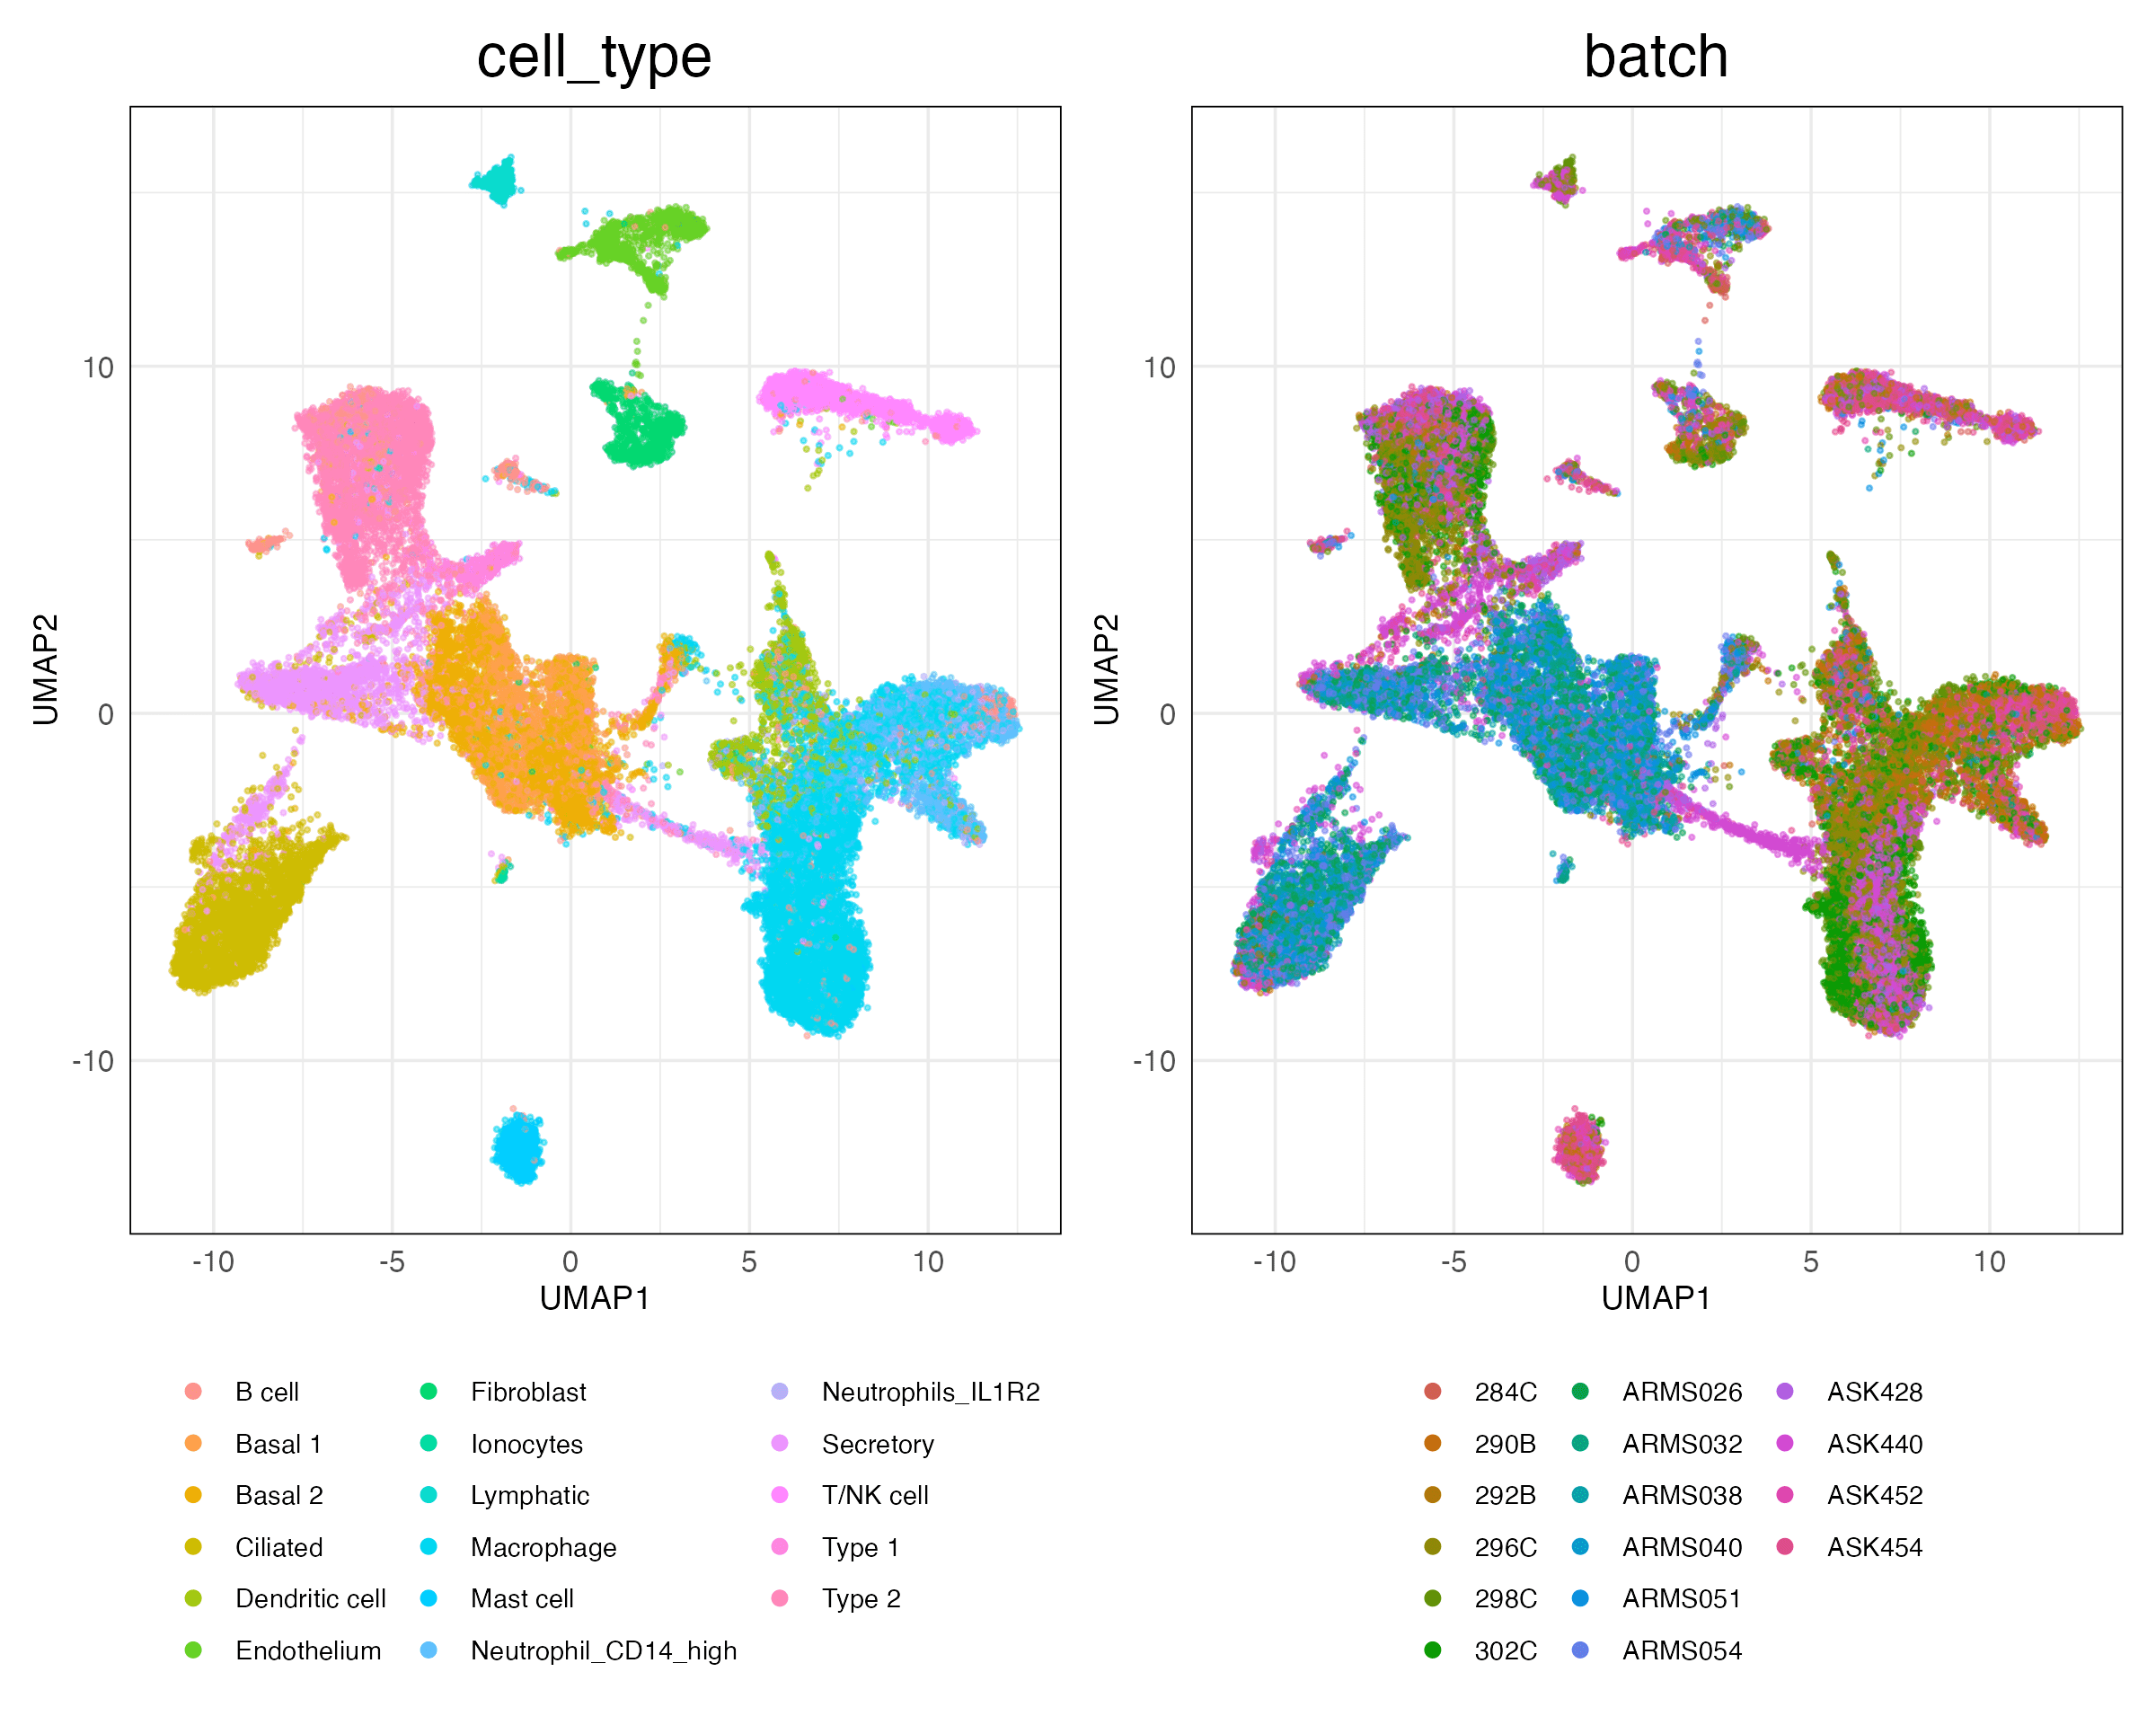 cell_type
batch
UMAP2
10
0
-10
-10 -5 0 5 10
UMAP1
UMAP2
10
0
-10
-10 -5 0 5 10
UMAP1
B cell
Basal 1
Basal 2
Ciliated
Dendritic cell
Endothelium
Fibroblast
Ionocytes
Lymphatic
Macrophage
Mast cell
Neutrophil_CD14_high
Neutrophils_IL1R2
Secretory
T/NK cell
Type 1
Type 2
284C
290B
292B
296C
298C
302C
ARMS026
ARMS032
ARMS038
ARMS040
ARMS051
ARMS054
ASK428
ASK440
ASK452
ASK454